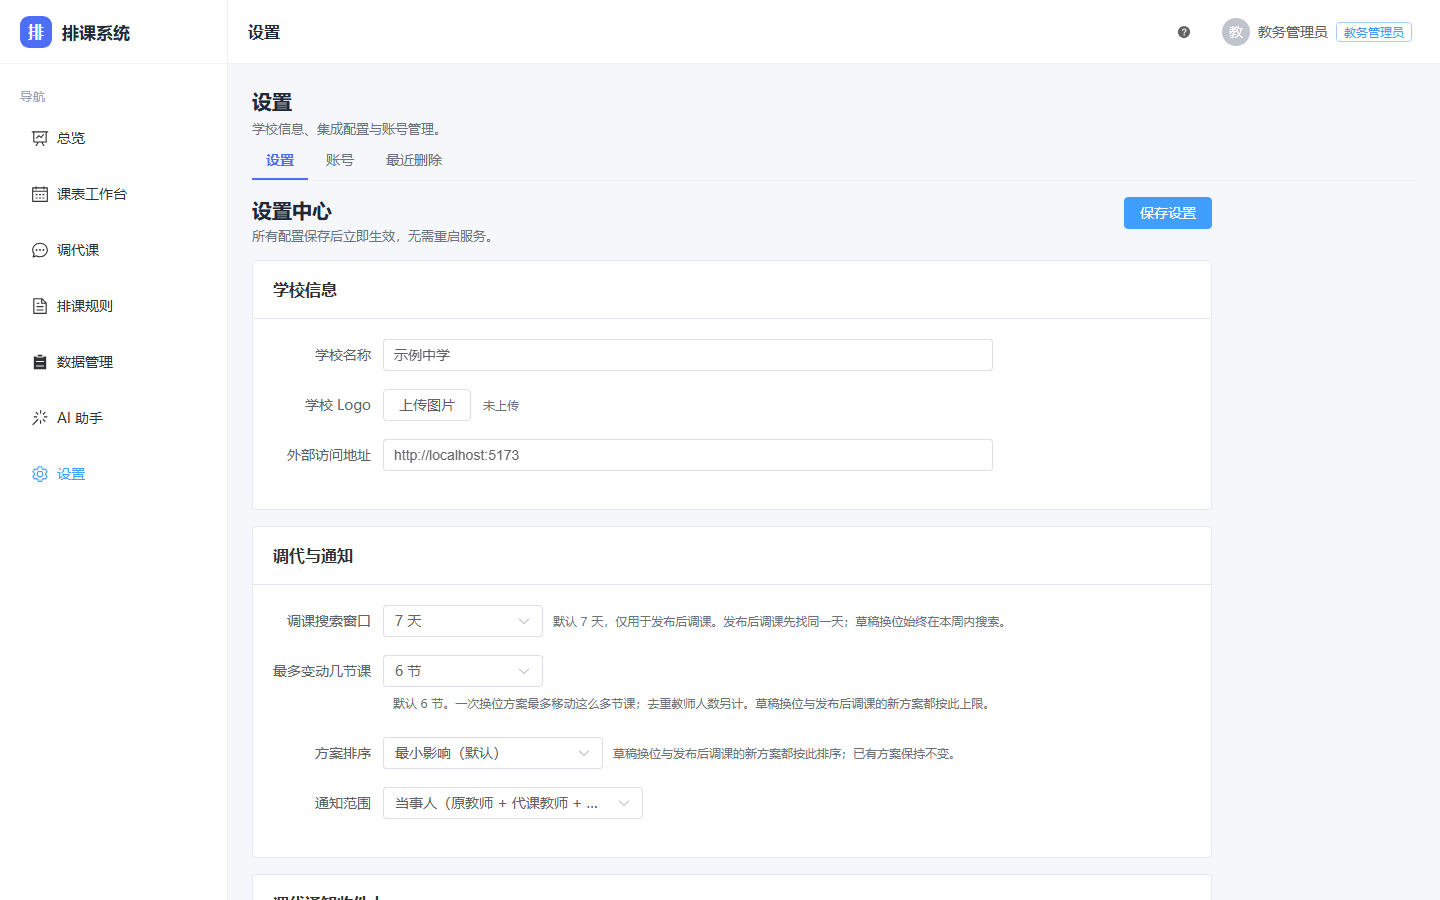 排 排课系统
设置
教 教务管理员 教务管理员
导航
总览
课表工作台
调代课
排课规则
数据管理
AI 助手
设置
设置
学校信息、集成配置与账号管理。
设置 账号 最近删除
设置中心
所有配置保存后立即生效，无需重启服务。
保存设置
学校信息
学校名称 示例中学
学校 Logo 上传图片 未上传
外部访问地址 http://localhost:5173
调代与通知
调课搜索窗口 7 天 默认 7 天，仅用于发布后调课。发布后调课先找同一天；草稿换位始终在本周内搜索。
最多变动几节课 6 节
默认 6 节。一次换位方案最多移动这么多节课；去重教师人数另计。草稿换位与发布后调课的新方案都按此上限。
方案排序 最小影响（默认） 草稿换位与发布后调课的新方案都按此排序；已有方案保持不变。
通知范围 当事人（原教师 + 代课教师 + ...
调代通知收件人